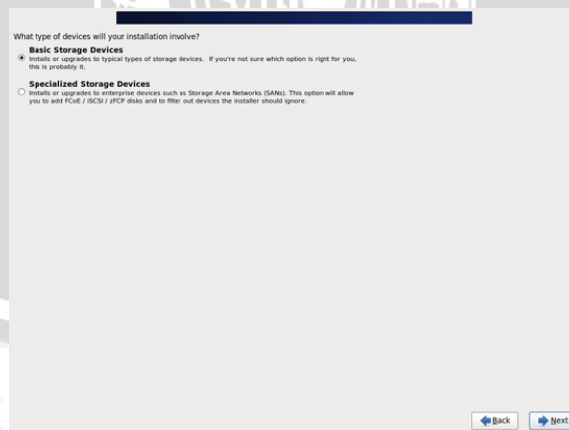 What type of devices will your installation involve?
Basic Storage Devices
Installs or upgrades to typical types of storage devices. If you're not sure which option is right for you,
this is probably it.
Specialized Storage Devices
Installs or upgrades to enterprise devices such as Storage Area Networks (SANs). This option will allow
you to add FCoE / iSCSI / zFCP disks and to filter out devices the installer should ignore.
Back
Next